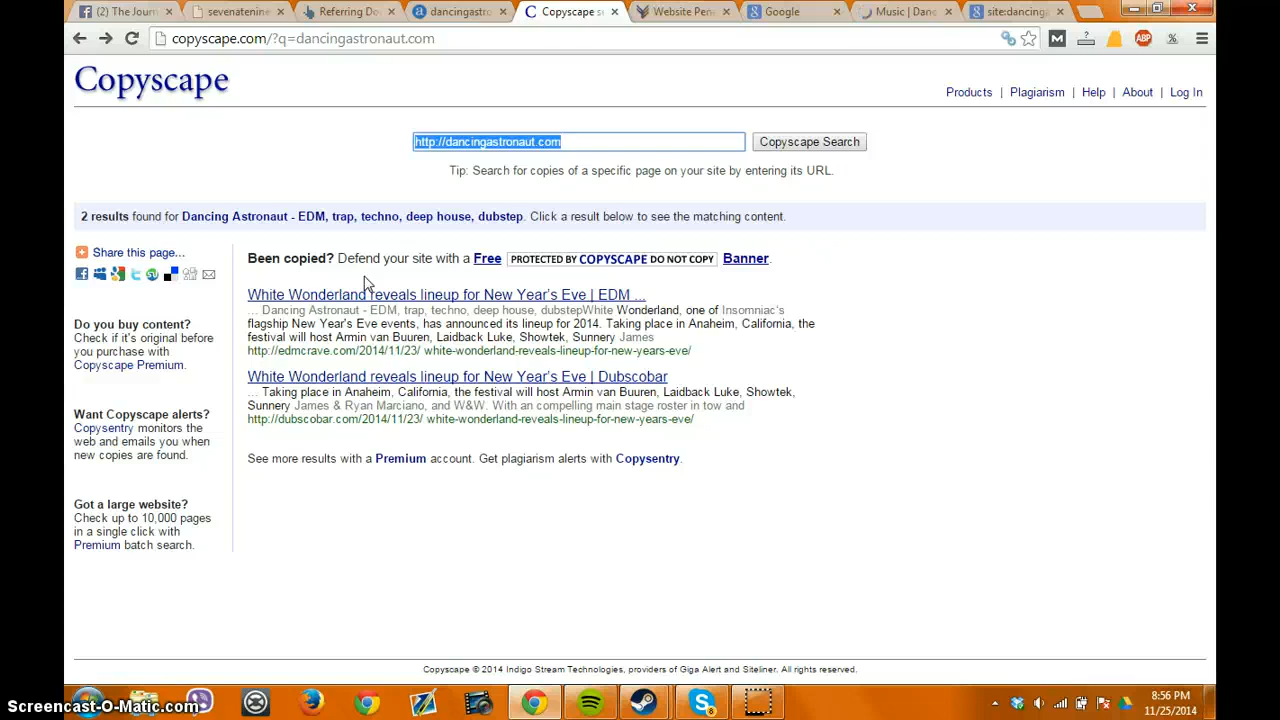 (2) The Journ
sevenatenine
Referring Do
dancingastro
Copyscape se
Website Pen
Google
Music | Danc
site:dancing
copyscape.com/?q=dancingastronaut.com
Copyscape
Products | Plagiarism | Help | About | Log In
http://dancingastronaut.com Copyscape Search
Tip: Search for copies of a specific page on your site by entering its URL.
2 results found for Dancing Astronaut - EDM, trap, techno, deep house, dubstep. Click a result below to see the matching content.
Share this page...
Do you buy content?
Check if it's original before
you purchase with
Copyscape Premium.
Want Copyscape alerts?
Copysentry monitors the
web and emails you when
new copies are found.
Got a large website?
Check up to 10,000 pages
in a single click with
Premium batch search.
Been copied? Defend your site with a Free PROTECTED BY COPYSCAPE DO NOT COPY Banner.
White Wonderland reveals lineup for New Year's Eve | EDM ...
... Dancing Astronaut - EDM, trap, techno, deep house, dubstepWhite Wonderland, one of Insomniac's
flagship New Year's Eve events, has announced its lineup for 2014. Taking place in Anaheim, California, the
festival will host Armin van Buuren, Laidback Luke, Showtek, Sunnery James
http://edmcrave.com/2014/11/23/ white-wonderland-reveals-lineup-for-new-years-eve/
White Wonderland reveals lineup for New Year's Eve | Dubscobar
... Taking place in Anaheim, California, the festival will host Armin van Buuren, Laidback Luke, Showtek,
Sunnery James & Ryan Marciano, and W&W. With an compelling main stage roster in tow and
http://dubscobar.com/2014/11/23/ white-wonderland-reveals-lineup-for-new-years-eve/
See more results with a Premium account. Get plagiarism alerts with Copysentry.
Copyscape © 2014 Indigo Stream Technologies, providers of Giga Alert and Siteliner. All rights reserved.
8:56 PM
11/25/2014
Screencast-O-Matic.com